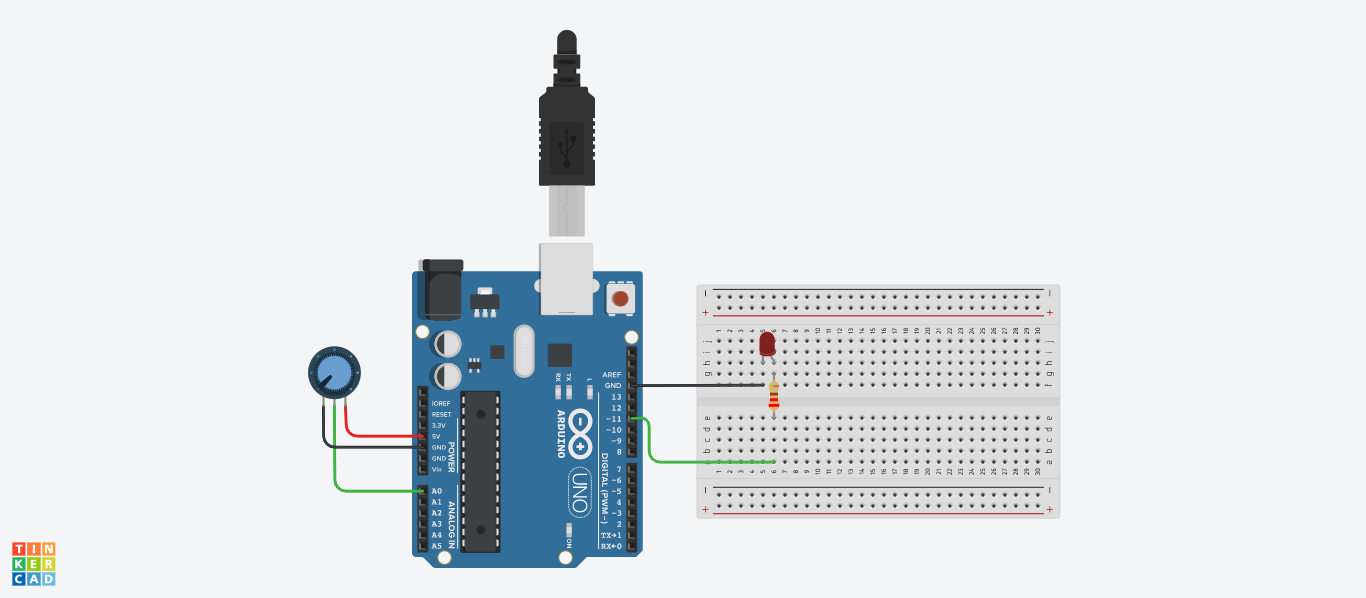 AREF
GND
13
12
~11
~10
~9
8
7
~6
~5
4
~3
2
TX→1
RX←0
DIGITAL (PWM~)
IOREF
RESET
3.3V
5V
GND
GND
Vin
POWER
A0
A1
A2
A3
A4
A5
ANALOG IN
RX
TX
L
ARDUINO
UNO
ON
1 2 3 4 5 6 7 8 9 10 11 12 13 14 15 16 17 18 19 20 21 22 23 24 25 26 27 28 29 30
j
i
h
g
f
e
d
c
b
a
j
i
h
g
f
e
d
c
b
a
1 2 3 4 5 6 7 8 9 10 11 12 13 14 15 16 17 18 19 20 21 22 23 24 25 26 27 28 29 30
TIN
KER
CAD